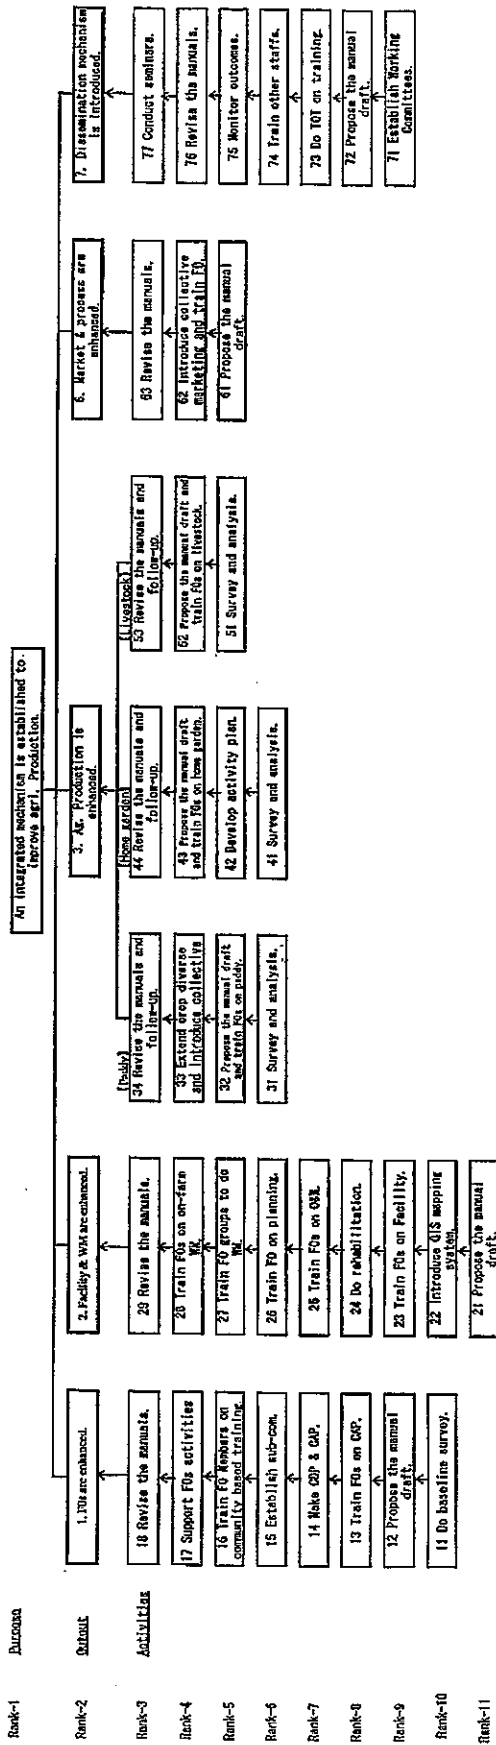 Rank-1
Purpose
An integrated mechanism is established to
improve agri. Production.
Rank-2
Output
1. FOs are enhanced.
2. Facility & WM are enhanced.
3. Ag. Production is
enhanced.
6. Market & process are
enhanced.
7. Dissemination mechanism
is introduced.
Activities
[Paddy]
[Home garden]
[Livestock]
Rank-3
18 Revise the manuals.
29 Revise the manuals.
34 Revise the manuals and
follow-up.
44 Revise the manuals and
follow-up.
53 Revise the manuals and
follow-up.
63 Revise the manuals.
77 Conduct seminars.
Rank-4
17 Support FOs activities
28 Train FOs on on-farm
WM.
33 Extend crop diverse
and introduce collective
43 Propose the manual draft
and train FOs on home garden.
52 Propose the manual draft and
train FOs on livestock.
62 Introduce collective
marketing and train FO.
76 Revise the manuals.
Rank-5
16 Train FO Members on
community based training.
27 Train FO groups to do
WM.
32 Propose the manual draft
and train FOs on paddy.
42 Develop activity plan.
51 Survey and analysis.
61 Propose the manual
draft.
75 Monitor outcomes.
Rank-6
15 Establish sub-com.
26 Train FO on planning.
31 Survey and analysis.
41 Survey and analysis.
74 Train other staffs.
Rank-7
14 Make CDP & CAP.
25 Train FOs on O&M.
73 Do TOT on training.
Rank-8
13 Train FOs on CAP.
24 Do rehabilitation.
72 Propose the manual
draft.
Rank-9
12 Propose the manual
draft.
23 Train FOs on Facility.
71 Establish Working
Committees.
Rank-10
11 Do baseline survey.
22 Introduce GIS mapping
system.
Rank-11
21 Propose the manual
draft.